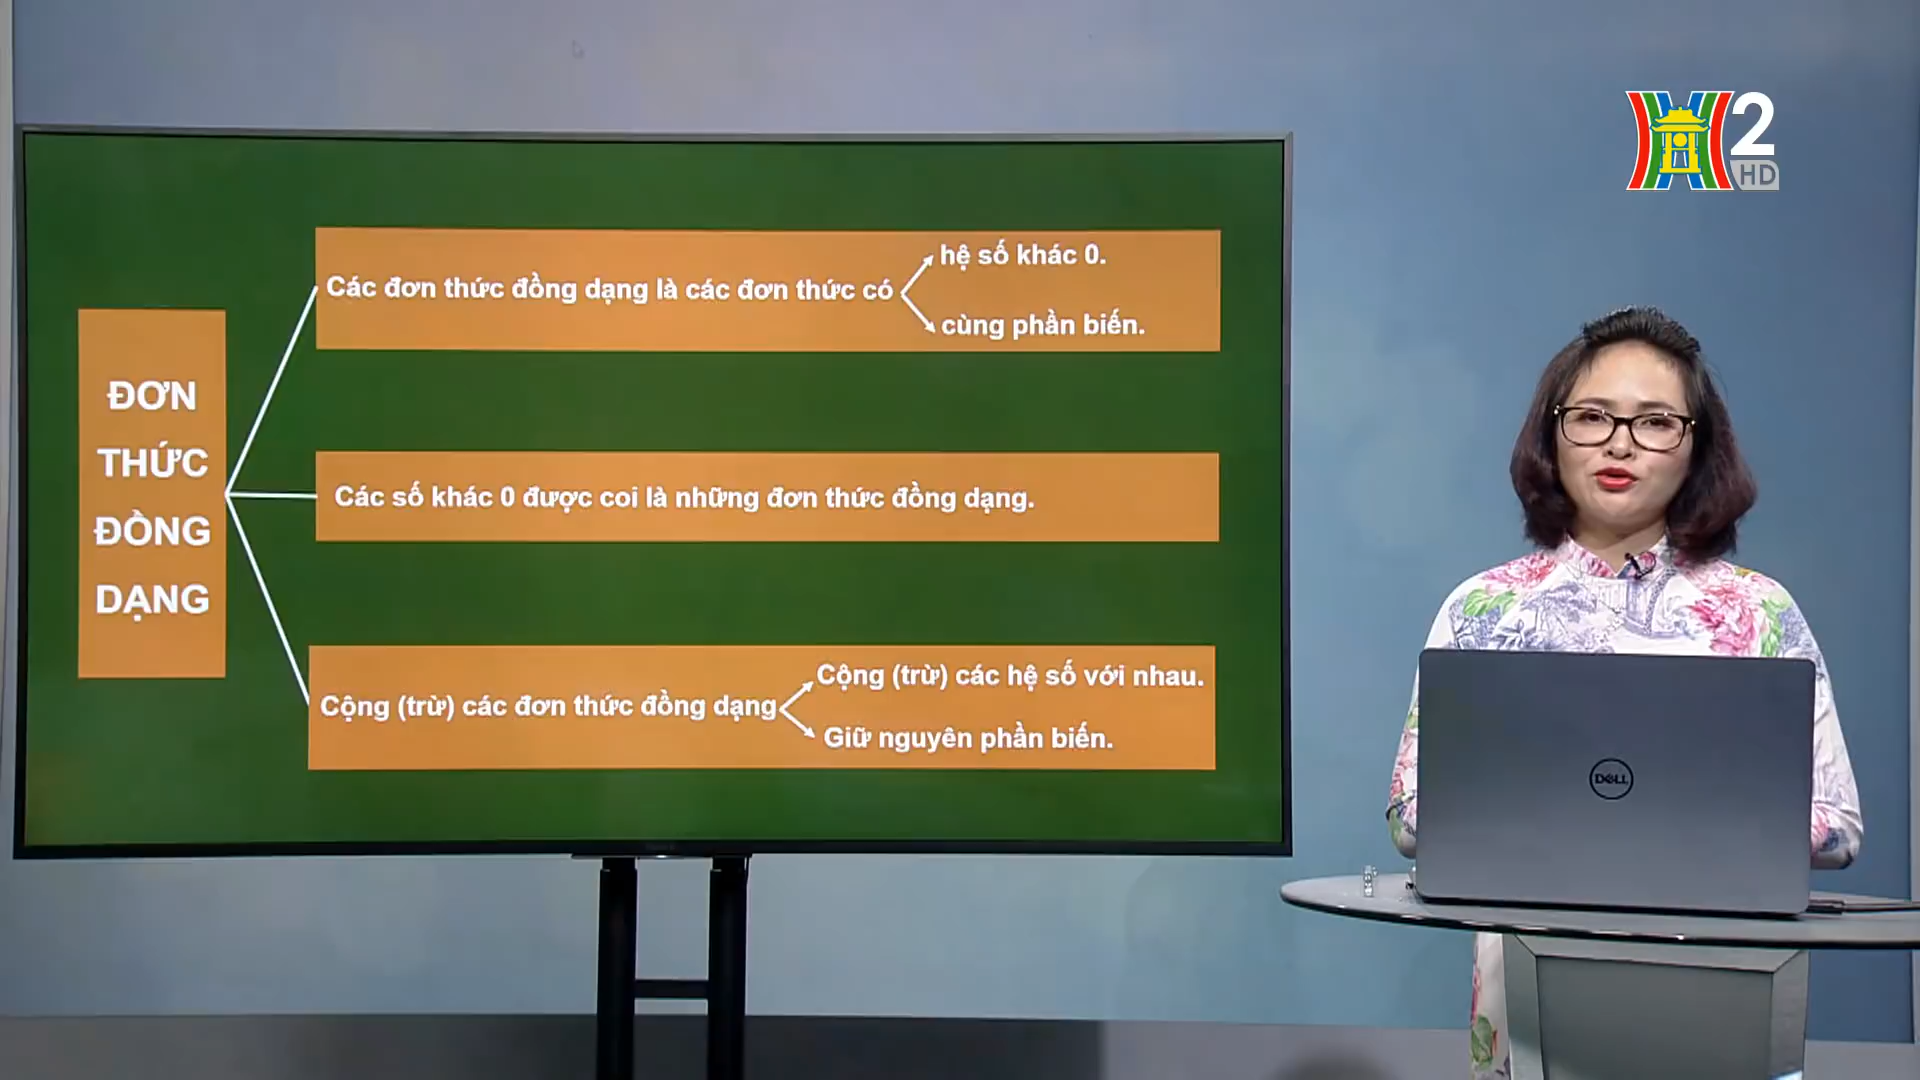 2
HD
hệ số khác 0.
Các đơn thức đồng dạng là các đơn thức có
cùng phần biến.
ĐƠN
THỨC
ĐỒNG
DẠNG
Các số khác 0 được coi là những đơn thức đồng dạng.
Cộng (trừ) các hệ số với nhau.
Cộng (trừ) các đơn thức đồng dạng
Giữ nguyên phần biến.
DELL